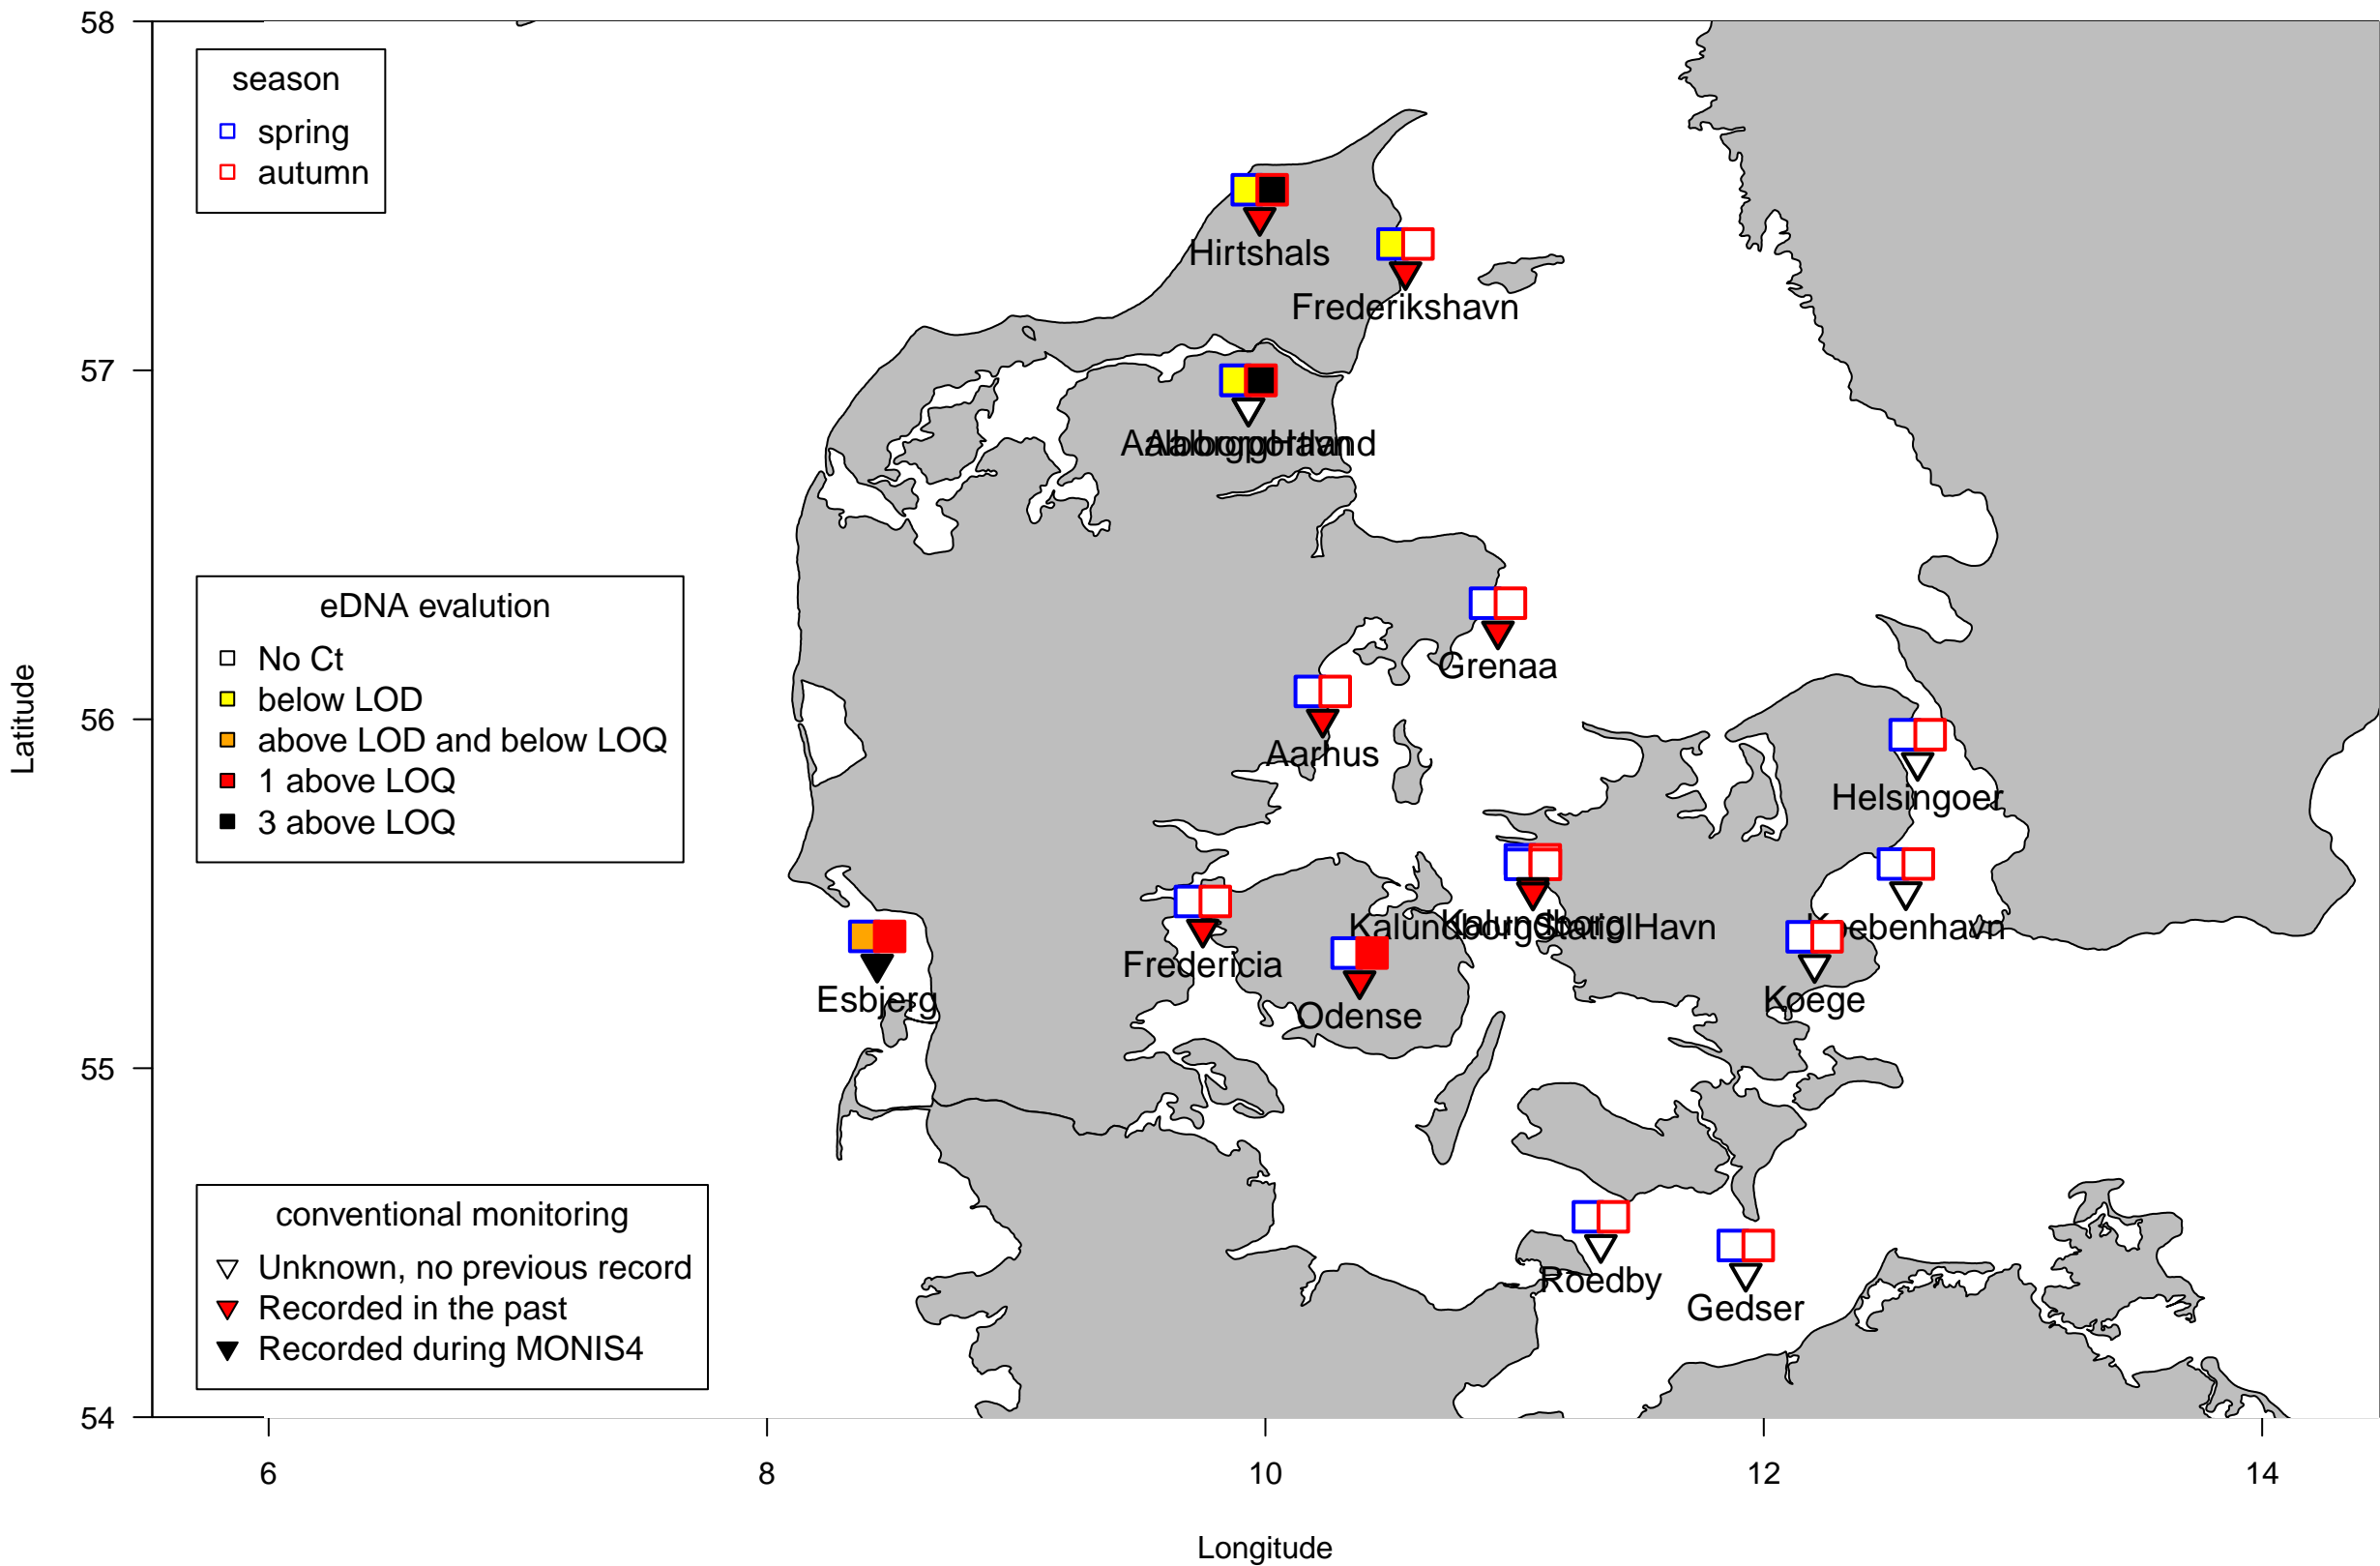 58
season
spring
autumn
Hirtshals
Frederikshavn
57
Grenaa
eDNA evalution
No Ct
below LOD
above LOD and below LOQ
1 above LOQ
3 above LOQ
Latitude
56
Aarhus
Helsingoer
Fredericia
Odense
Esbjerg
Koege
55
Roedby
Gedser
conventional monitoring
Unknown, no previous record
Recorded in the past
Recorded during MONIS4
54
6 8 10 12 14
Longitude